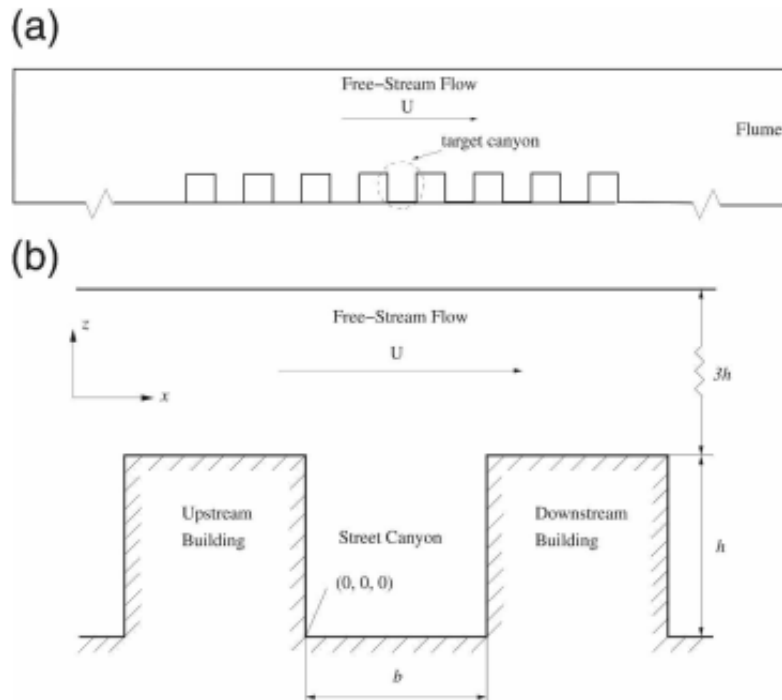 (a)
Free-Stream Flow
U
target canyon
Flume
(b)
Free-Stream Flow
z
U
x
3h
Upstream
Building
Street Canyon
Downstream
Building
h
(0, 0, 0)
b